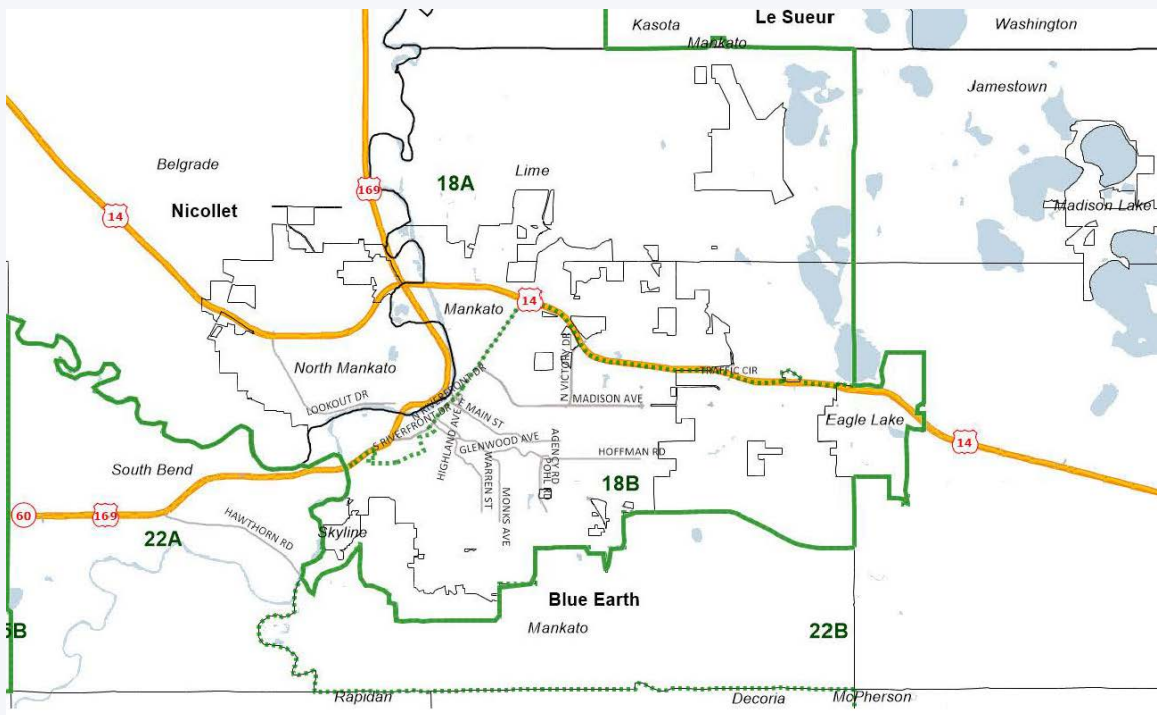 Le Sueur
Kasota
Washington
Mankato
Jamestown
Belgrade
Lime
18A
169
Nicollet
Madison Lake
14
14
Mankato
N VICTORY DR
North Mankato
TRAFFIC CIR
LOOKOUT DR
N RIVERFRONT DR
MADISON AVE
S RIVERFRONT DR
E MAIN ST
Eagle Lake
HIGHLAND AVE
GLENWOOD AVE
AGENCY RD
14
HOFFMAN RD
South Bend
WARREN ST
POHL RD
18B
MONKS AVE
60
169
HAWTHORN RD
Skyline
22A
Blue Earth
Mankato
22B
Rapidan
Decoria
McPherson